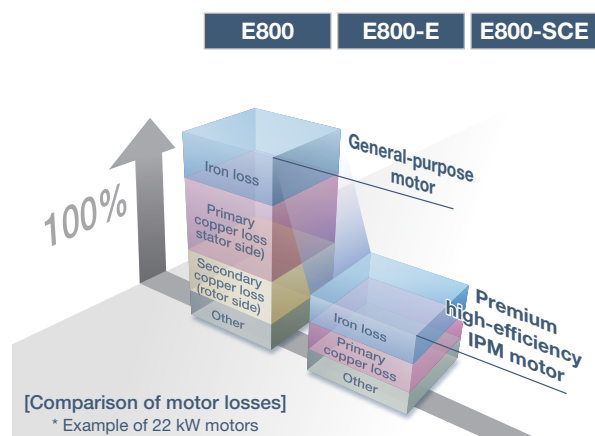 E800
E800-E
E800-SCE
100%
General-purpose
motor
Iron loss
Primary
copper loss
stator side)
Secondary
copper loss
(rotor side)
Other
Premium
high-efficiency
IPM motor
Iron loss
Primary
copper loss
Other
[Comparison of motor losses]
* Example of 22 kW motors